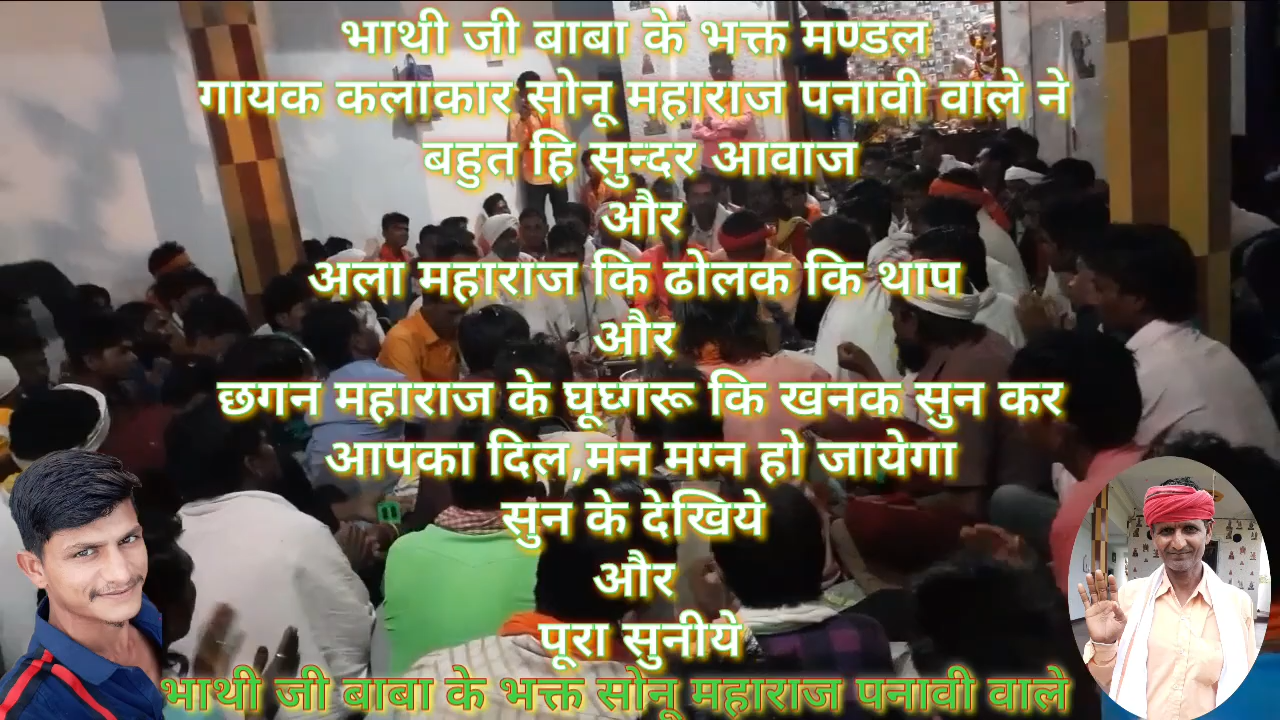 भाथी जी बाबा के भक्त मण्डल
गायक कलाकार सोनू महाराज पनावी वाले ने
बहुत हि सुन्दर आवाज
और
अला महाराज कि ढोलक कि थाप
और
छगन महाराज के घूघ्गरू कि खनक सुन कर
आपका दिल,मन मग्न हो जायेगा
सुन के देखिये
और
पूरा सुनीये
भाथी जी बाबा के भक्त सोनू महाराज पनावी वाले